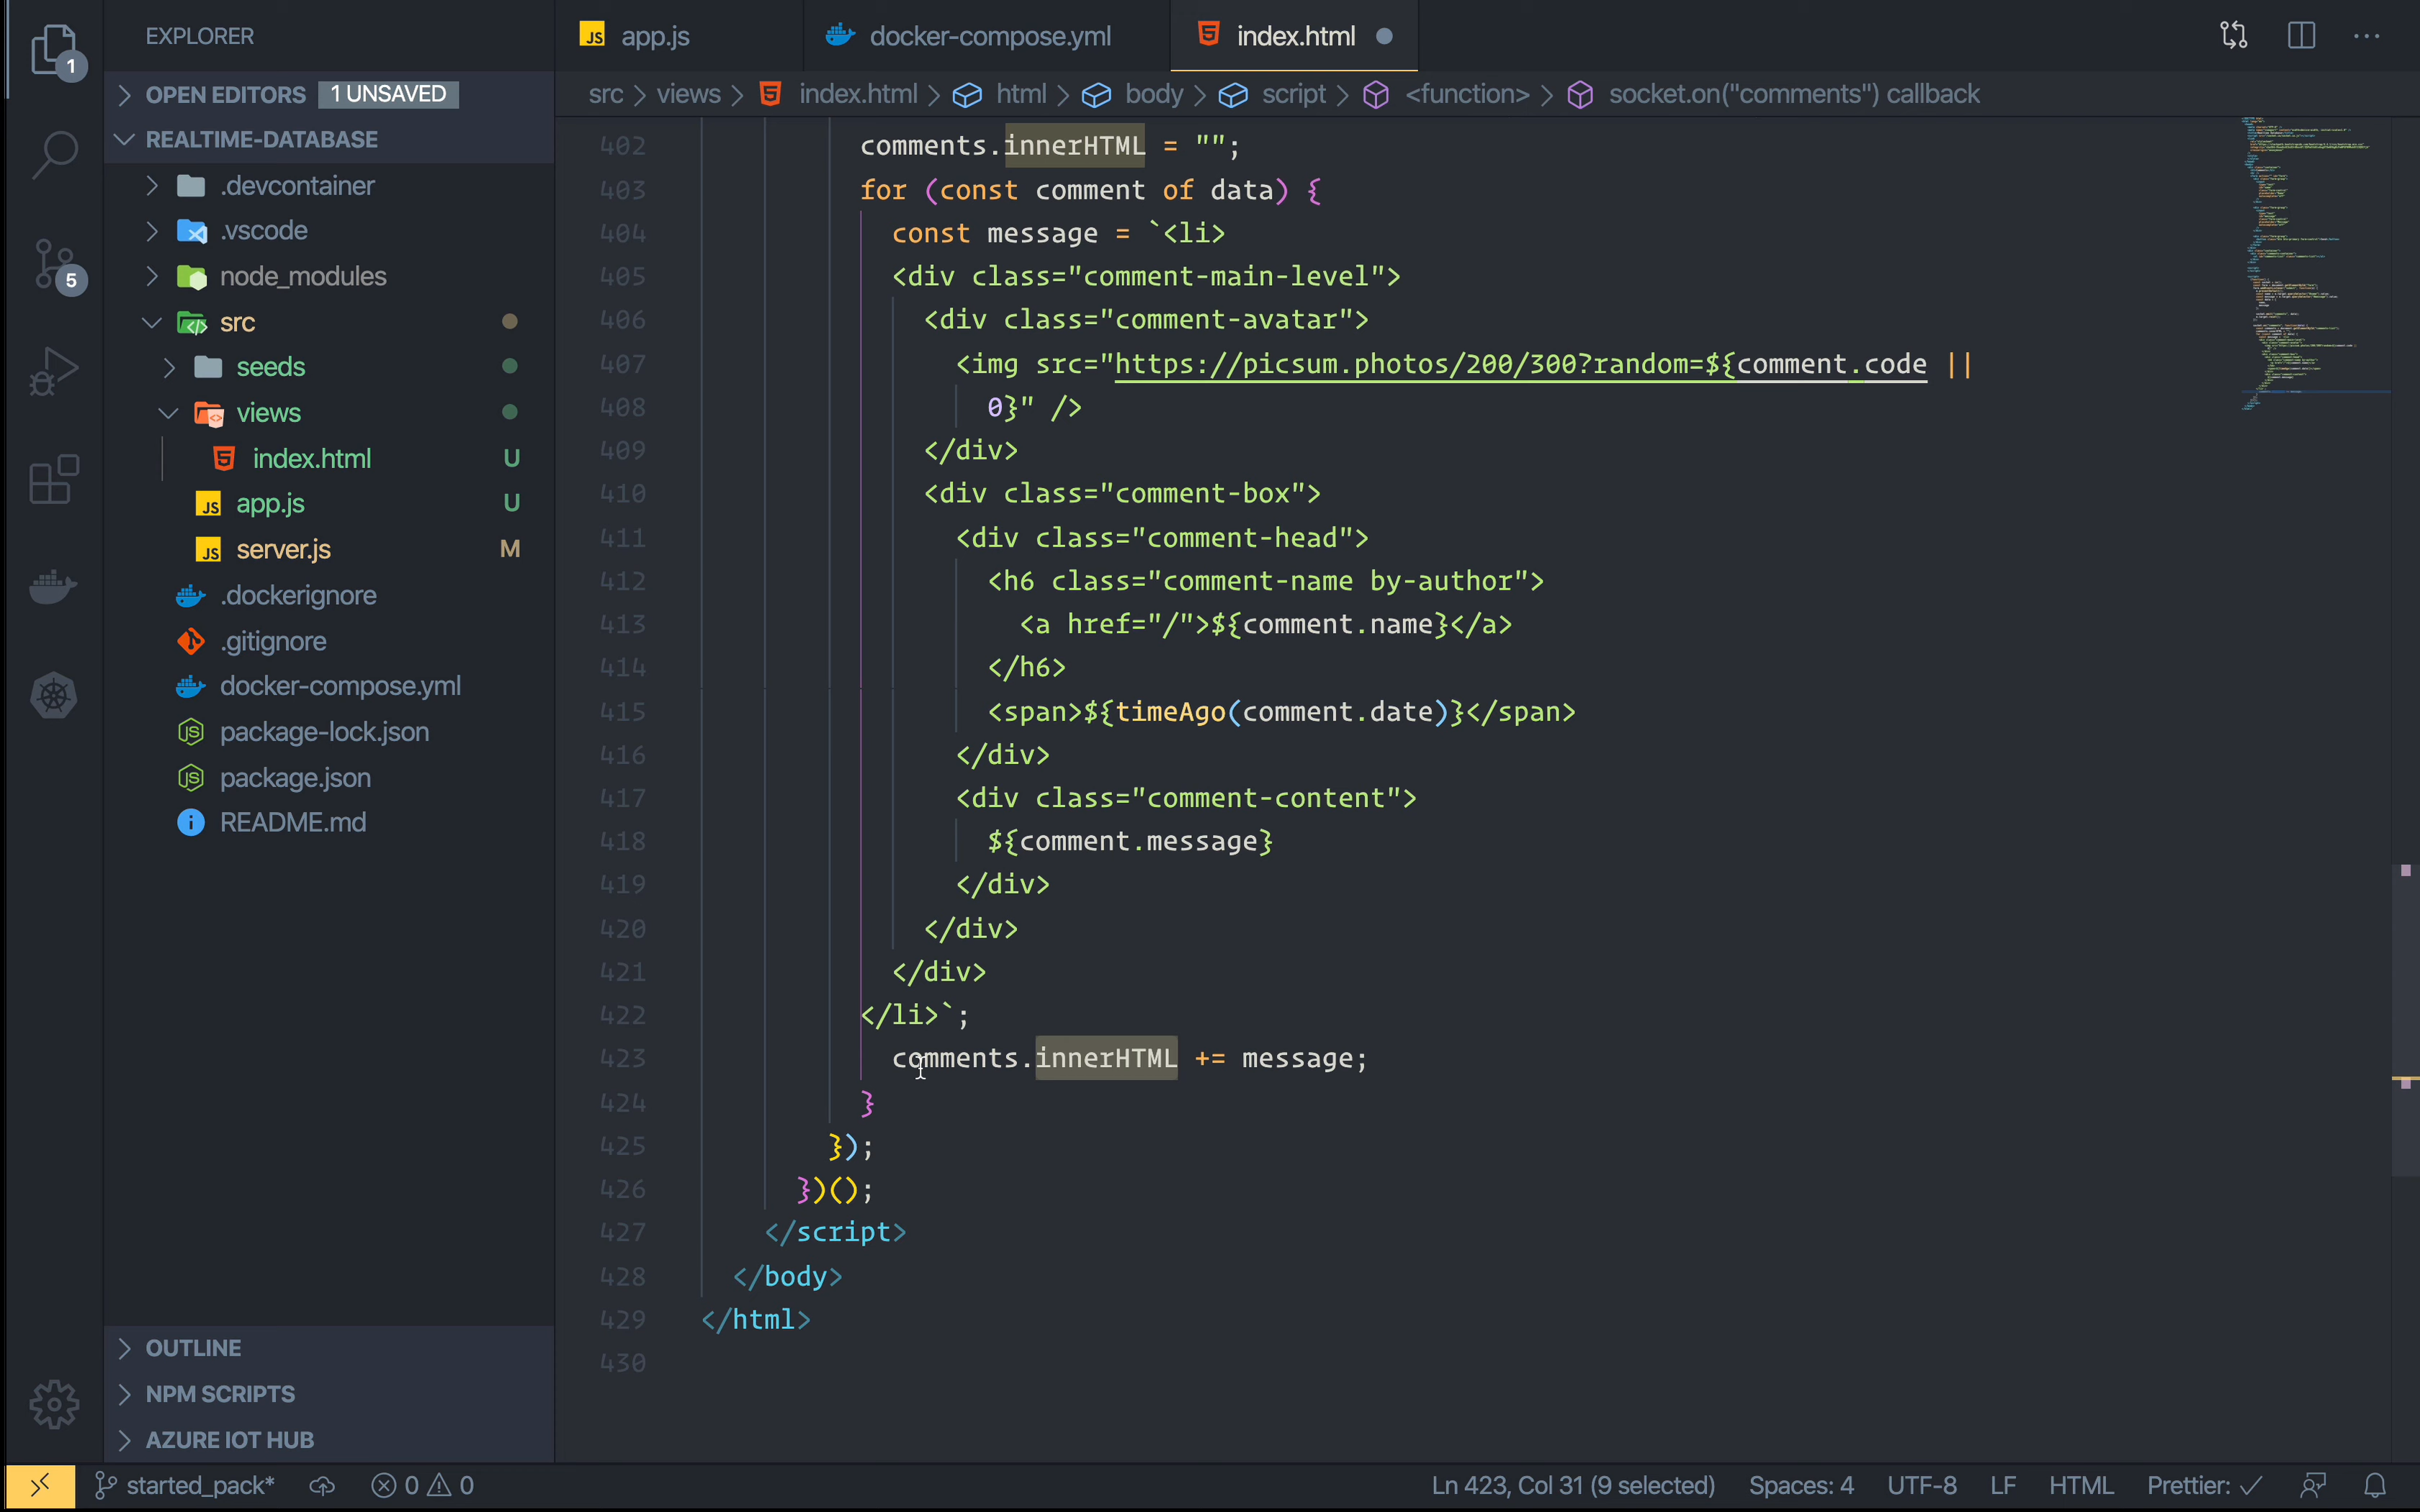 EXPLORER
app.js
docker-compose.yml
index.html
1
OPEN EDITORS 1 UNSAVED
src > views > index.html > html > body > script > <function> > socket.on("comments") callback
REALTIME-DATABASE
.devcontainer
.vscode
node_modules
src
seeds
views
index.html U
app.js U
server.js M
.dockerignore
.gitignore
docker-compose.yml
package-lock.json
package.json
README.md
5
402 comments.innerHTML = "";
403 for (const comment of data) {
404 const message = `<li>
405 <div class="comment-main-level">
406 <div class="comment-avatar">
407 <img src="https://picsum.photos/200/300?random=${comment.code ||
408 0}" />
409 </div>
410 <div class="comment-box">
411 <div class="comment-head">
412 <h6 class="comment-name by-author">
413 <a href="/">${comment.name}</a>
414 </h6>
415 <span>${timeAgo(comment.date)}</span>
416 </div>
417 <div class="comment-content">
418 ${comment.message}
419 </div>
420 </div>
421 </div>
422 </li>`;
423 comments.innerHTML += message;
424 }
425 });
426 })();
427 </script>
428 </body>
429 </html>
430
OUTLINE
NPM SCRIPTS
AZURE IOT HUB
started_pack* 0 0 Ln 423, Col 31 (9 selected) Spaces: 4 UTF-8 LF HTML Prettier: ✓